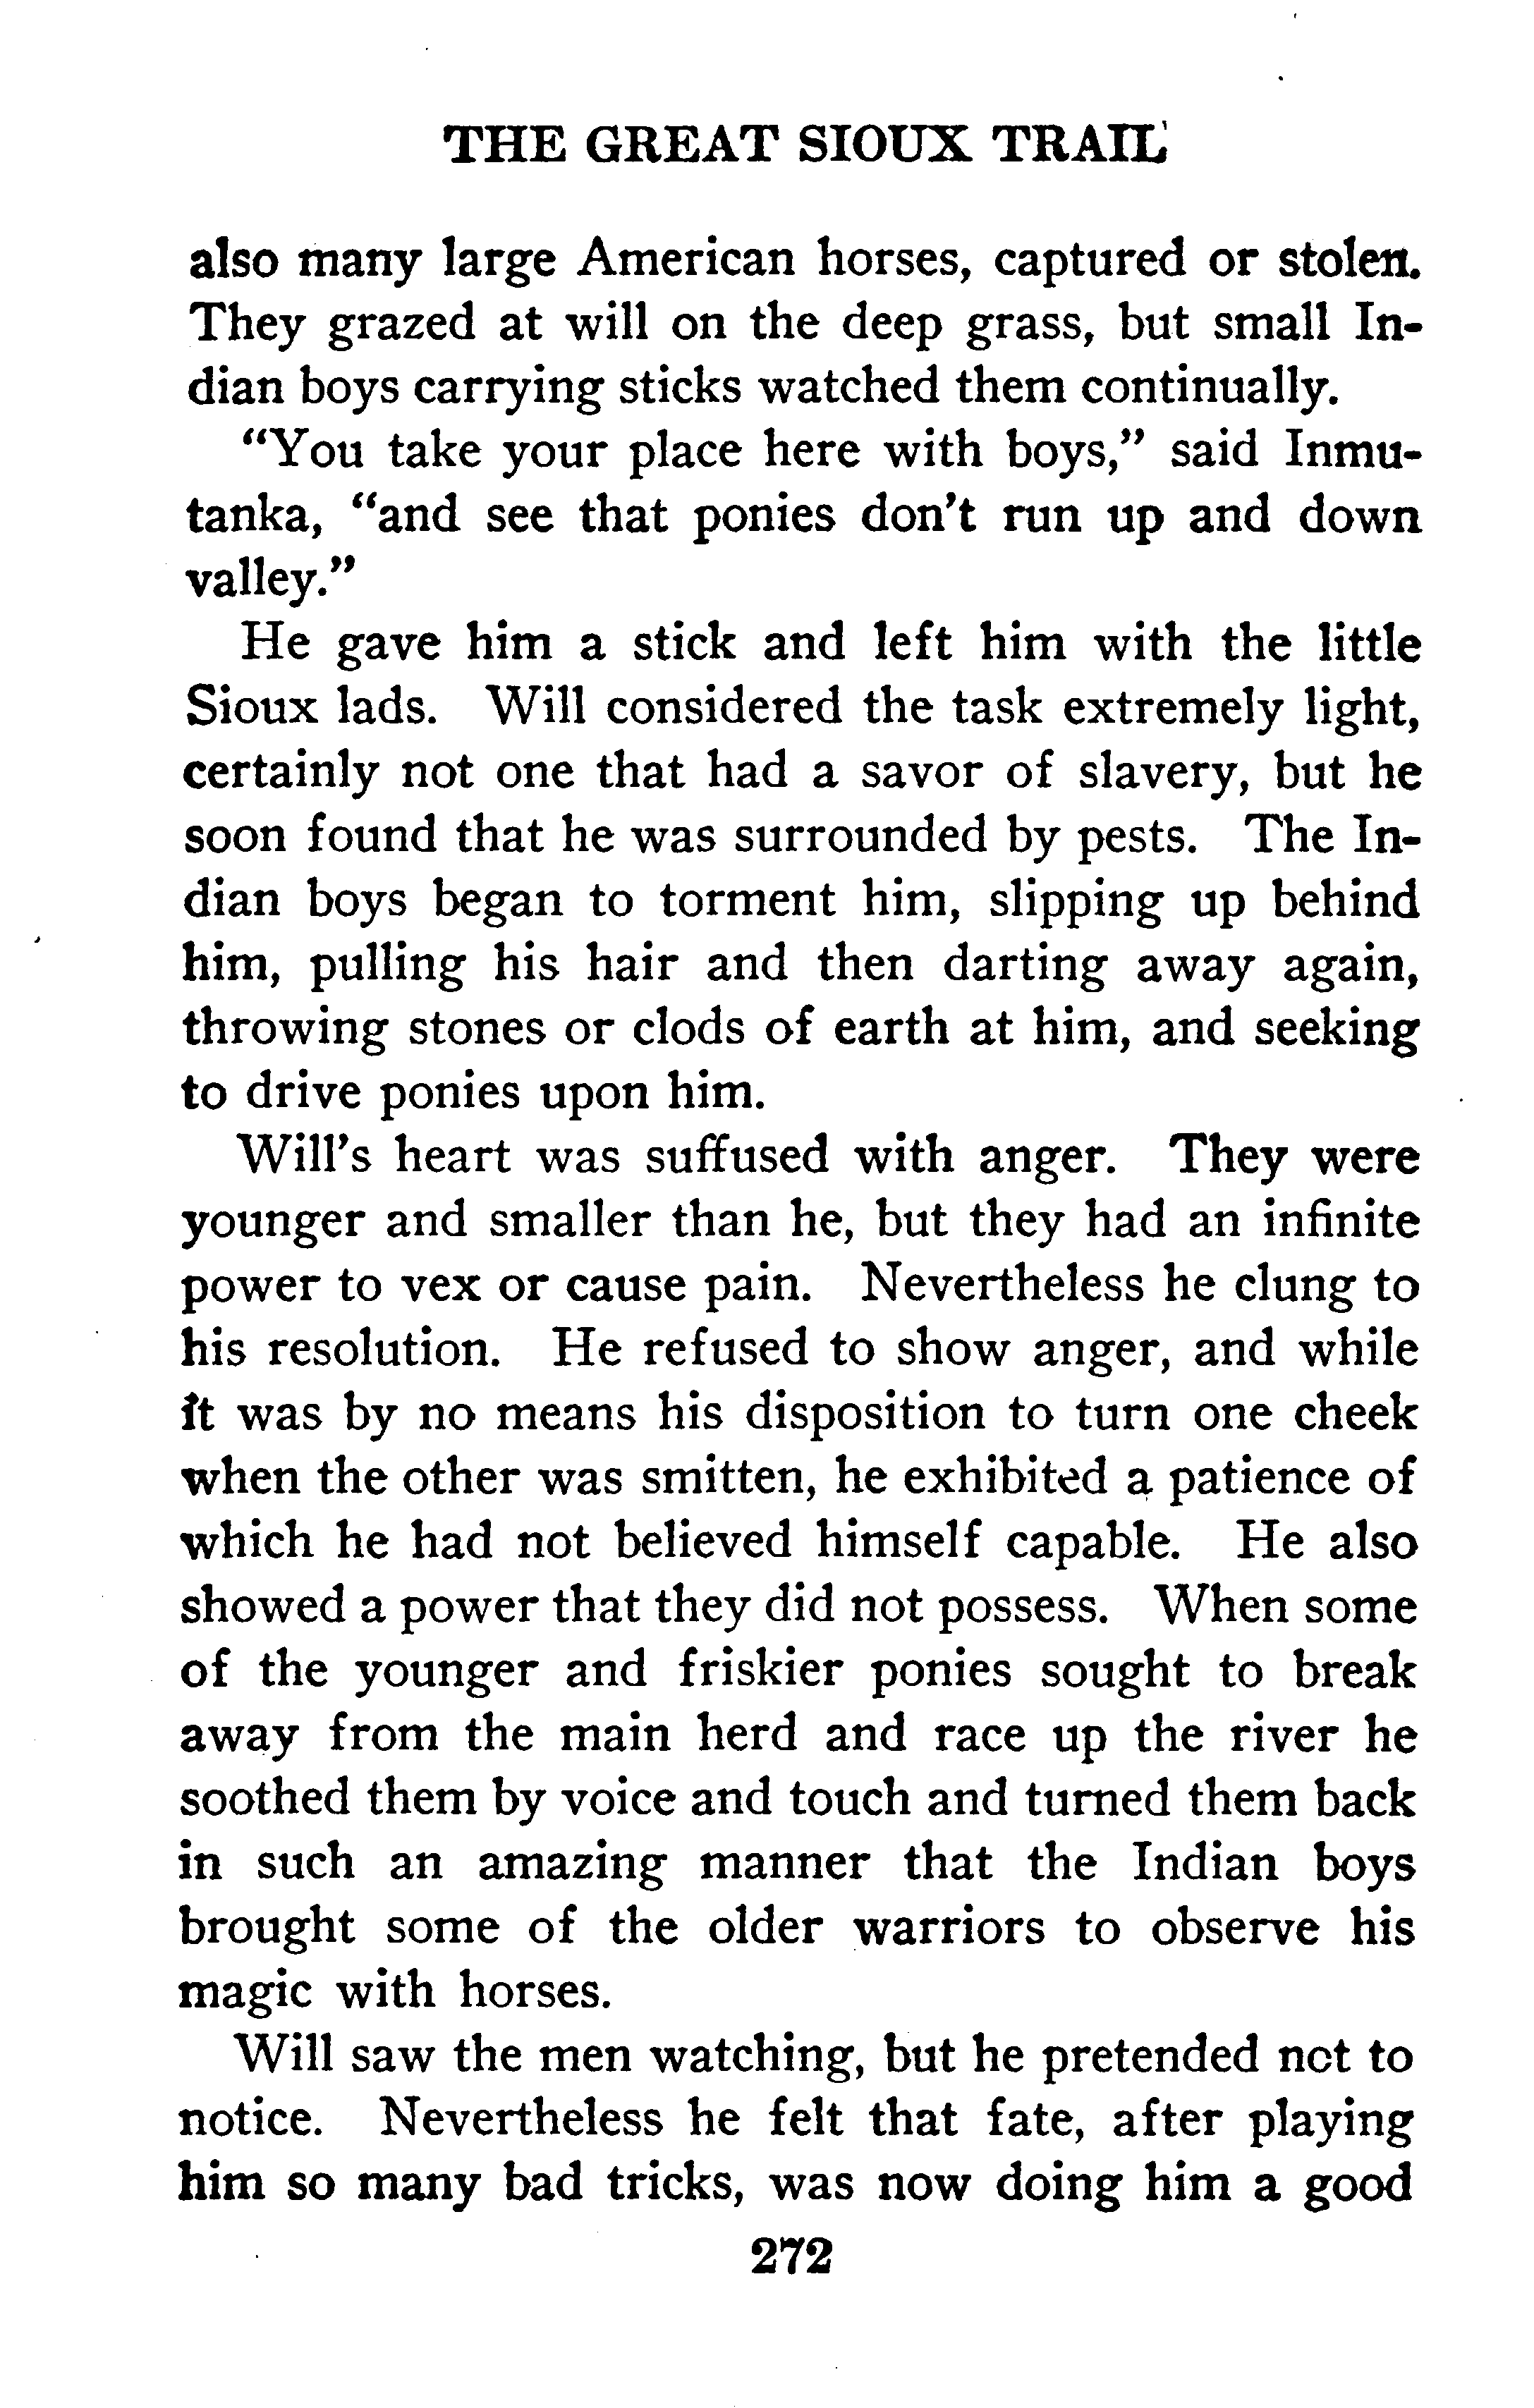 THE GREAT SIOUX TRAIL
also many large American horses, captured or stolen.
They grazed at will on the deep grass, but small In-
dian boys carrying sticks watched them continually.
"You take your place here with boys," said Inmu-
tanka, "and see that ponies don't run up and down
valley."
He gave him a stick and left him with the little
Sioux lads. Will considered the task extremely light,
certainly not one that had a savor of slavery, but he
soon found that he was surrounded by pests. The In-
dian boys began to torment him, slipping up behind
him, pulling his hair and then darting away again,
throwing stones or clods of earth at him, and seeking
to drive ponies upon him.
Will's heart was suffused with anger. They were
younger and smaller than he, but they had an infinite
power to vex or cause pain. Nevertheless he clung to
his resolution. He refused to show anger, and while
it was by no means his disposition to turn one cheek
when the other was smitten, he exhibited a patience of
which he had not believed himself capable. He also
showed a power that they did not possess. When some
of the younger and friskier ponies sought to break
away from the main herd and race up the river he
soothed them by voice and touch and turned them back
in such an amazing manner that the Indian boys
brought some of the older warriors to observe his
magic with horses.
Will saw the men watching, but he pretended not to
notice. Nevertheless he felt that fate, after playing
him so many bad tricks, was now doing him a good
272